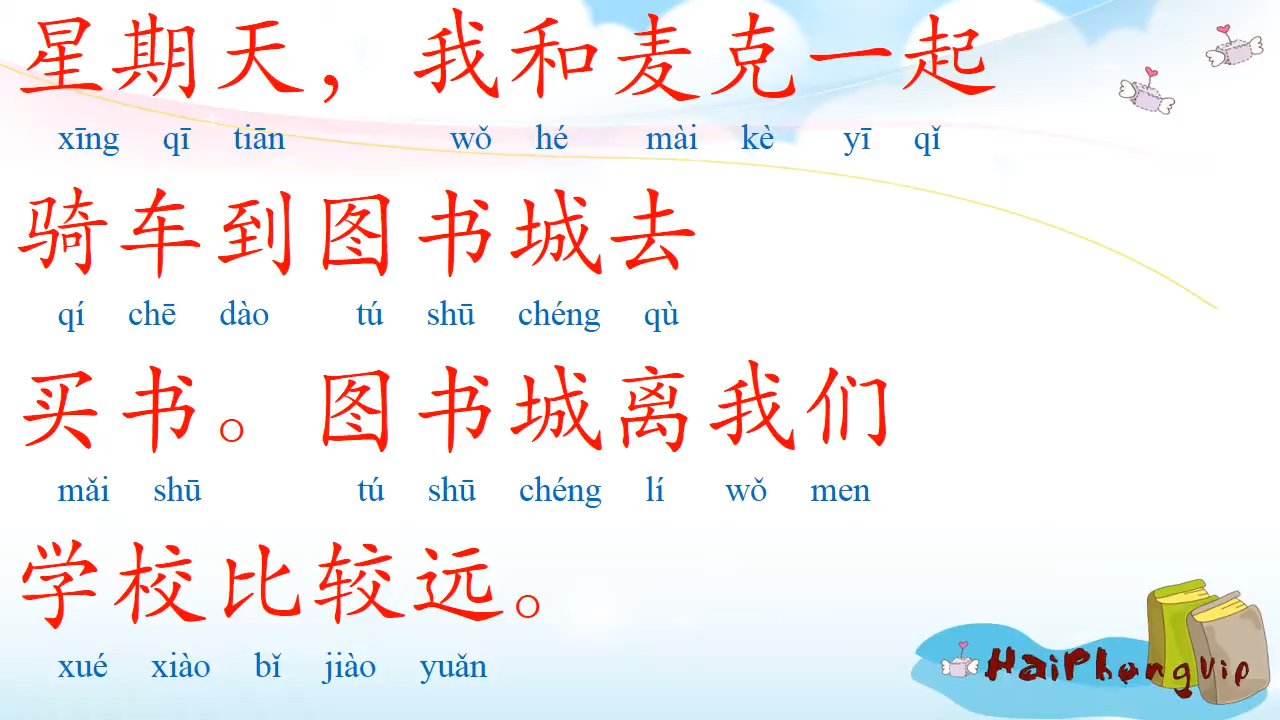 星期天，我和麦克一起
xīng qī tiān wǒ hé mài kè yī qǐ
骑车到图书城去
qí chē dào tú shū chéng qù
买书。图书城离我们
mǎi shū tú shū chéng lí wǒ men
学校比较远。
xué xiào bǐ jiào yuǎn
HaiPhongVip